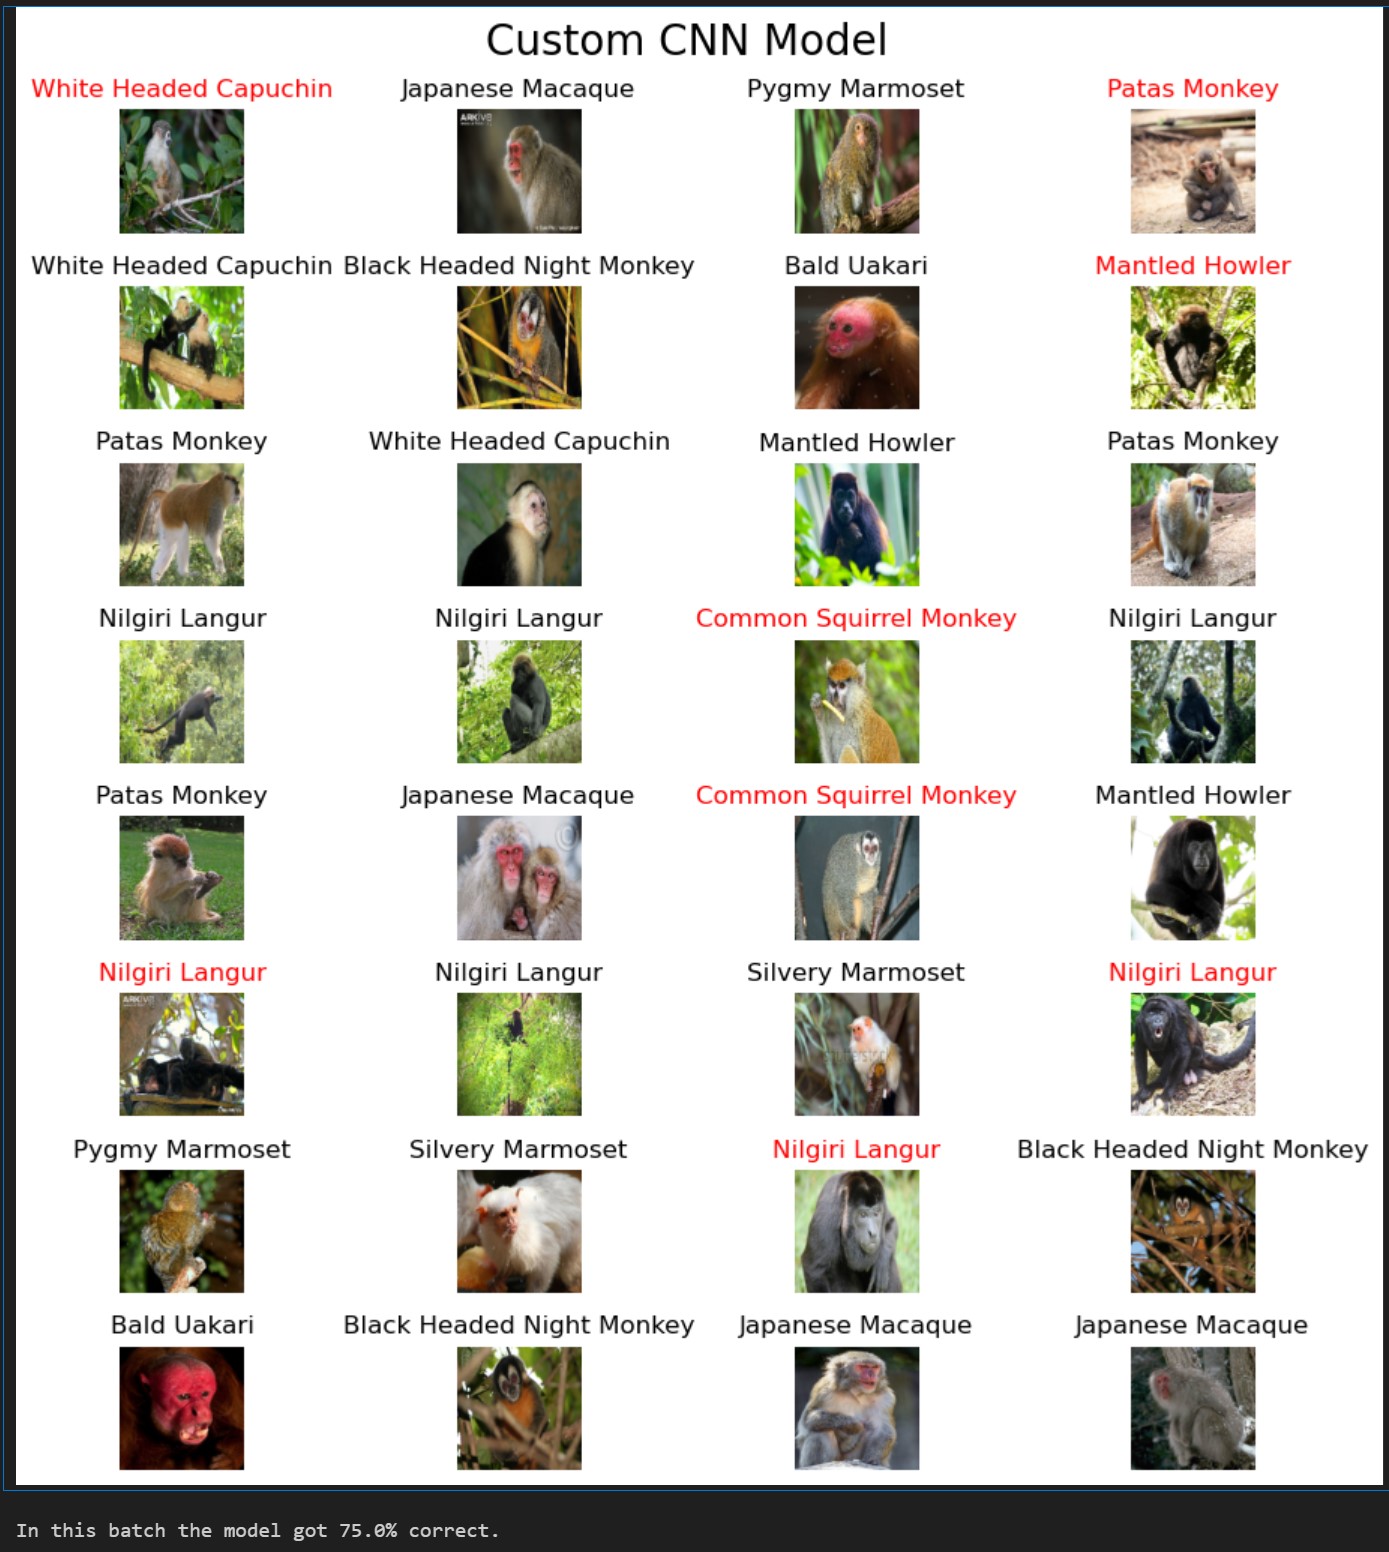 Custom CNN Model
White Headed Capuchin Japanese Macaque Pygmy Marmoset Patas Monkey
ARKIVE
White Headed Capuchin Black Headed Night Monkey Bald Uakari Mantled Howler
Patas Monkey White Headed Capuchin Mantled Howler Patas Monkey
Nilgiri Langur Nilgiri Langur Common Squirrel Monkey Nilgiri Langur
Patas Monkey Japanese Macaque Common Squirrel Monkey Mantled Howler
Nilgiri Langur Nilgiri Langur Silvery Marmoset Nilgiri Langur
ARKIVE
Pygmy Marmoset Silvery Marmoset Nilgiri Langur Black Headed Night Monkey
Bald Uakari Black Headed Night Monkey Japanese Macaque Japanese Macaque
In this batch the model got 75.0% correct.